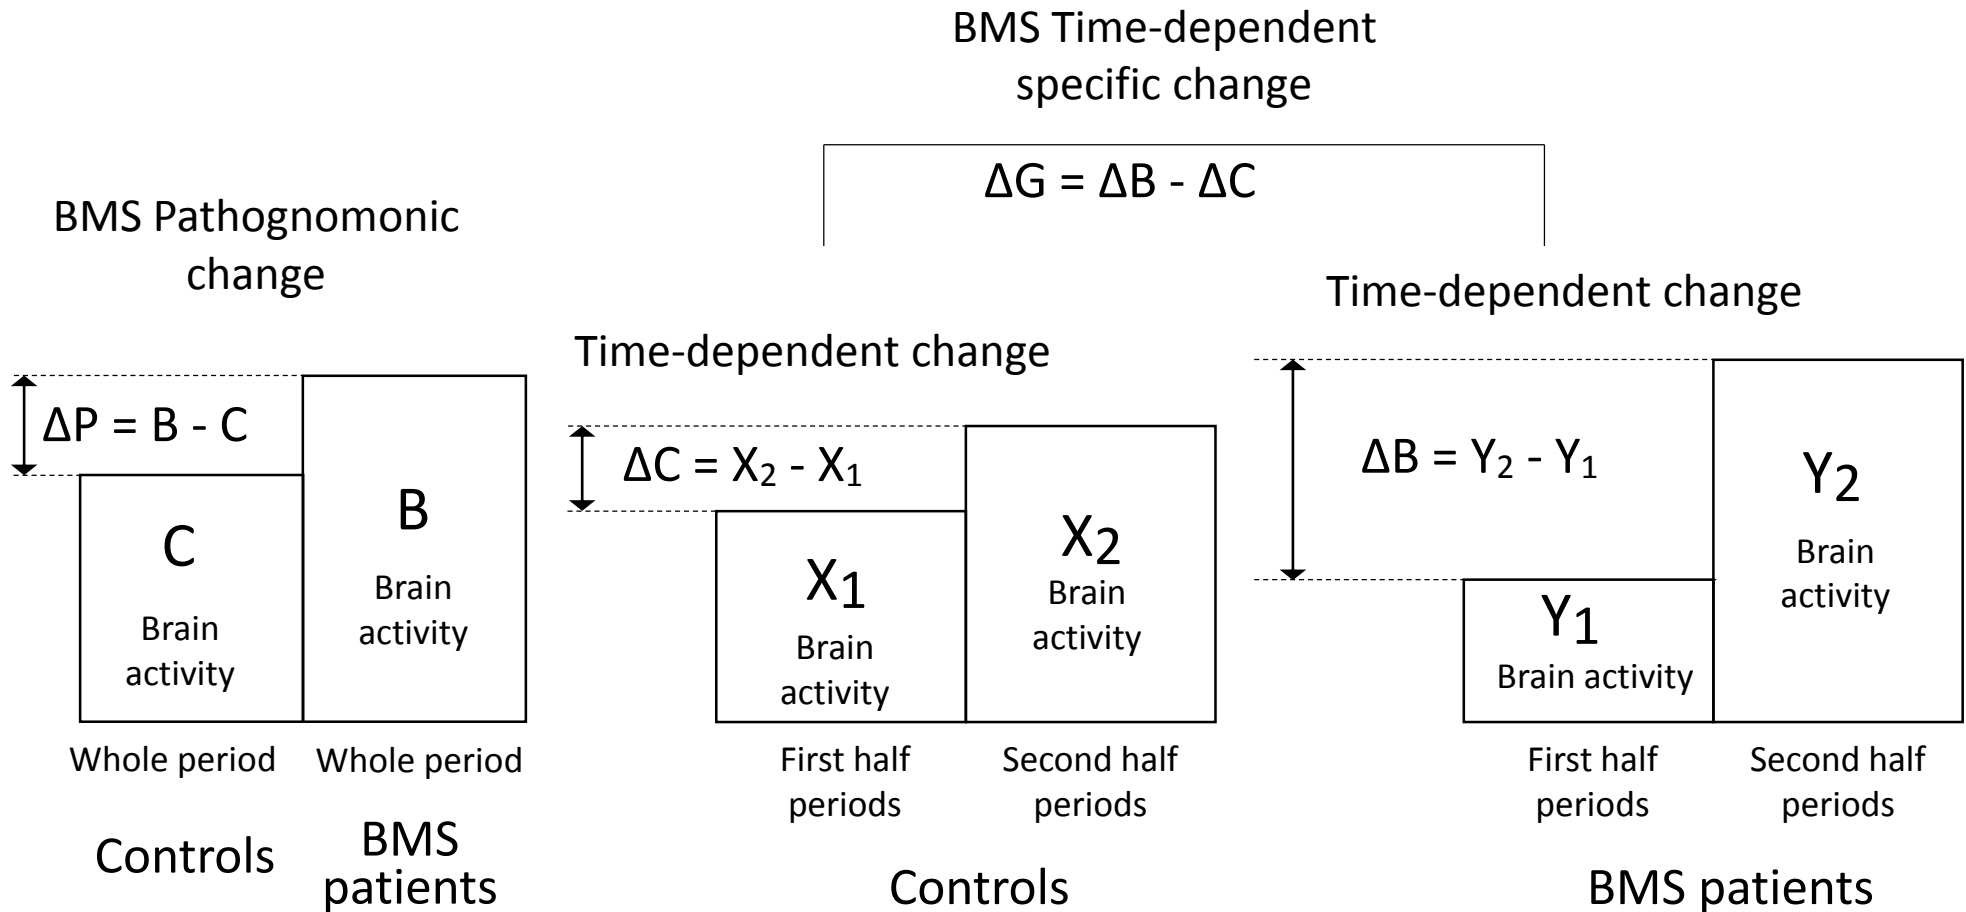 BMS Time-dependent
specific change
ΔG = ΔB - ΔC
BMS Pathognomonic
change
ΔP = B - C
C
Brain
activity
B
Brain
activity
Whole period
Whole period
Controls
BMS
patients
Time-dependent change
ΔC = X₂ - X₁
X₁
Brain
activity
X₂
Brain
activity
First half
periods
Second half
periods
Controls
Time-dependent change
ΔB = Y₂ - Y₁
Y₁
Brain activity
Y₂
Brain
activity
First half
periods
Second half
periods
BMS patients